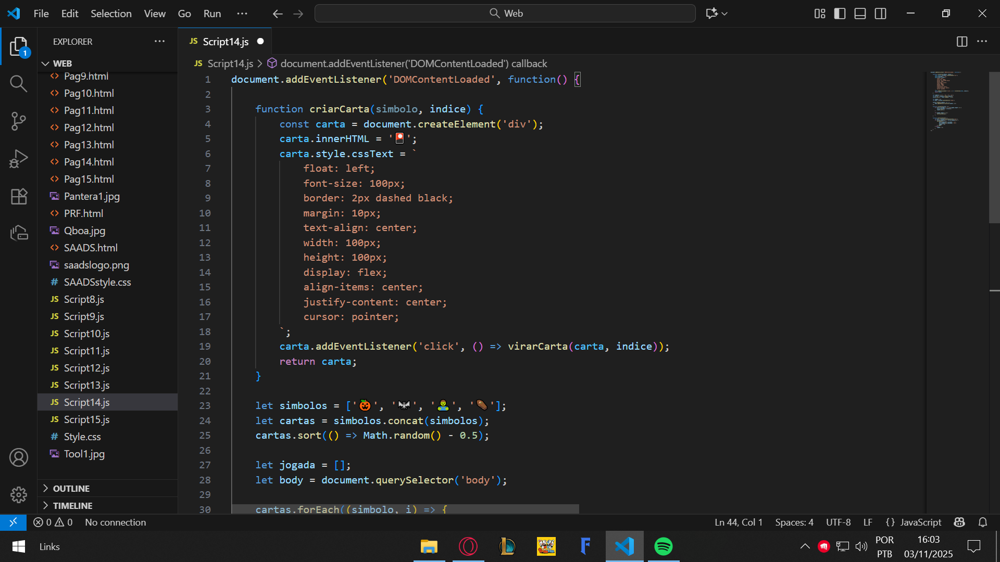 File Edit Selection View Go Run ··· Web
EXPLORER ···
WEB
Pag9.html
Pag10.html
Pag11.html
Pag12.html
Pag13.html
Pag14.html
Pag15.html
Pantera1.jpg
PRF.html
Qboa.jpg
SAADS.html
saadslogo.png
# SAADSstyle.css
JS Script8.js
JS Script9.js
JS Script10.js
JS Script11.js
JS Script12.js
JS Script13.js
JS Script14.js
JS Script15.js
# Style.css
Tool1.jpg
OUTLINE
TIMELINE
1
JS Script14.js
JS Script14.js > document.addEventListener('DOMContentLoaded') callback
1 document.addEventListener('DOMContentLoaded', function() {
2
3 function criarCarta(simbolo, indice) {
4 const carta = document.createElement('div');
5 carta.innerHTML = '🎴';
6 carta.style.cssText = `
7 float: left;
8 font-size: 100px;
9 border: 2px dashed black;
10 margin: 10px;
11 text-align: center;
12 width: 100px;
13 height: 100px;
14 display: flex;
15 align-items: center;
16 justify-content: center;
17 cursor: pointer;
18 `;
19 carta.addEventListener('click', () => virarCarta(carta, indice));
20 return carta;
21 }
22
23 let simbolos = ['🎃', '🦇', '🧟‍♂️', '⚰️'];
24 let cartas = simbolos.concat(simbolos);
25 cartas.sort(() => Math.random() - 0.5);
26
27 let jogada = [];
28 let body = document.querySelector('body');
29
30 cartas.forEach((simbolo, i) => {
0 0 No connection Ln 44, Col 1 Spaces: 4 UTF-8 LF {} JavaScript
Links
POR
PTB
16:03
03/11/2025